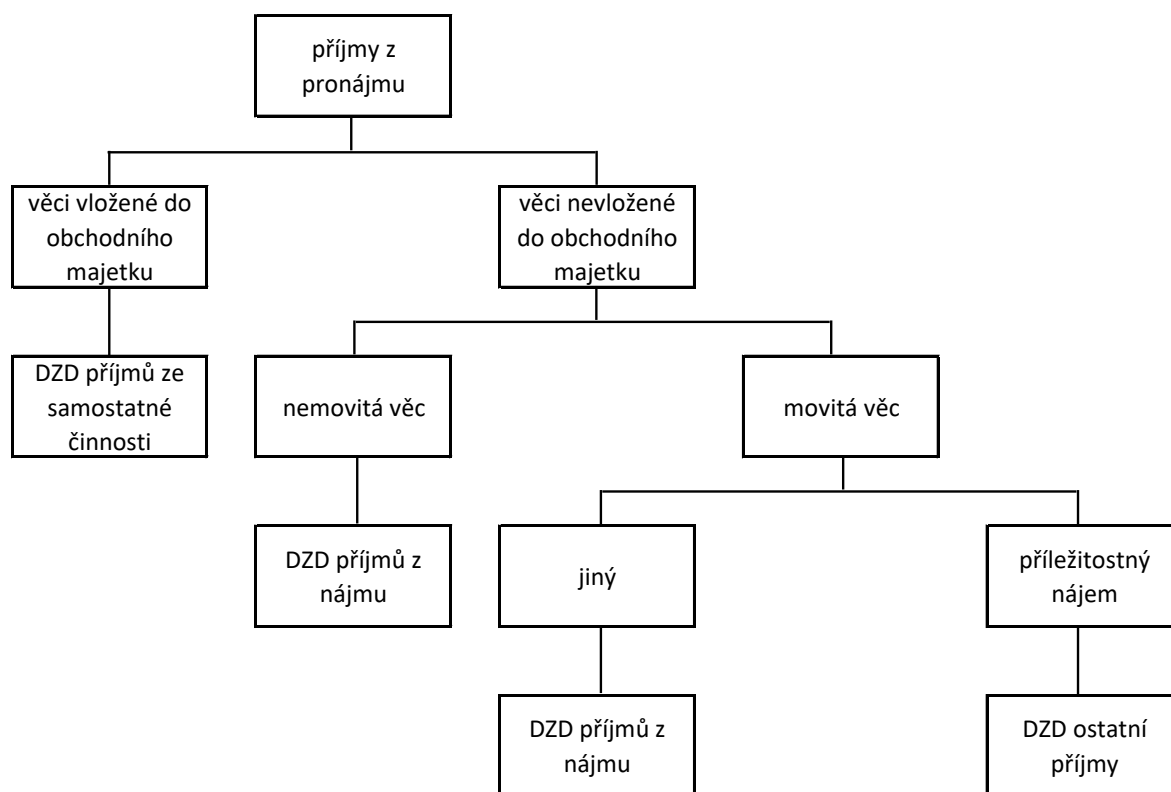 příjmy z
pronájmu
věci vložené do
obchodního
majetku
věci nevložené
do obchodního
majetku
DZD příjmů ze
samostatné
činnosti
nemovitá věc
movitá věc
DZD příjmů z
nájmu
jiný
příležitostný
nájem
DZD příjmů z
nájmu
DZD ostatní
příjmy